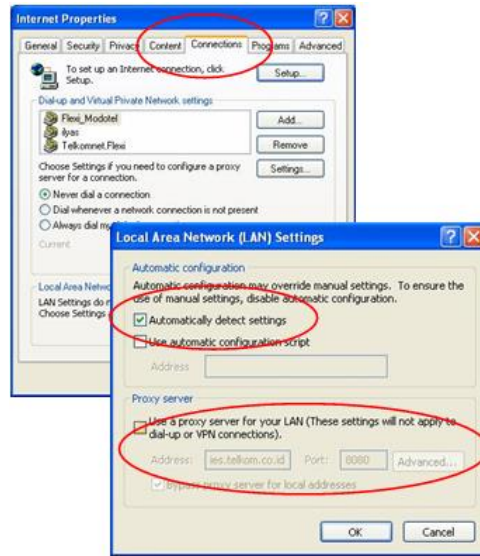 Internet Properties
General Security Privacy Content Connections Programs Advanced
To set up an Internet connection, click
Setup.
Setup...
Dial-up and Virtual Private Network settings
Flexi_Modotel
ilyas
Telkomnet.Flexi
Add...
Remove
Choose Settings if you need to configure a proxy
server for a connection.
Settings...
Never dial a connection
Dial whenever a network connection is not present
Always dial my
Current
Local Area Netwo
LAN Settings do n
Choose Settings
Local Area Network (LAN) Settings
Automatic configuration
Automatic configuration may override manual settings. To ensure the
use of manual settings, disable automatic configuration.
Automatically detect settings
Use automatic configuration script
Address
Proxy server
Use a proxy server for your LAN (These settings will not apply to
dial-up or VPN connections).
Address: ies.telkom.co.id Port: 8080 Advanced...
Bypass proxy server for local addresses
OK Cancel